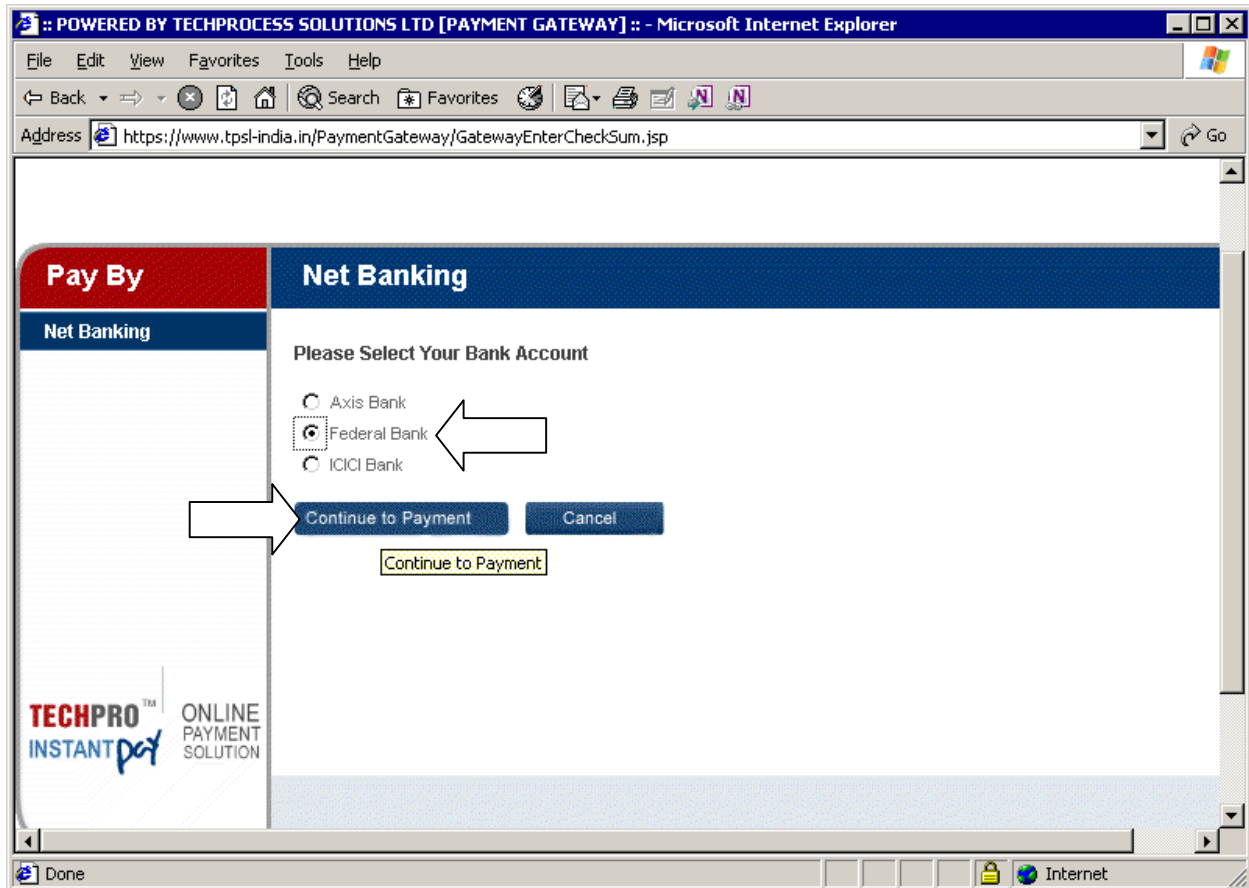 :: POWERED BY TECHPROCESS SOLUTIONS LTD [PAYMENT GATEWAY] :: - Microsoft Internet Explorer
File Edit View Favorites Tools Help
Back Search Favorites
Address https://www.tpsl-india.in/PaymentGateway/GatewayEnterCheckSum.jsp Go
Pay By Net Banking
Net Banking
Please Select Your Bank Account
Axis Bank
Federal Bank
ICICI Bank
Continue to Payment Cancel
Continue to Payment
TECHPRO™ ONLINE
PAYMENT
INSTANT pay SOLUTION
Done Internet